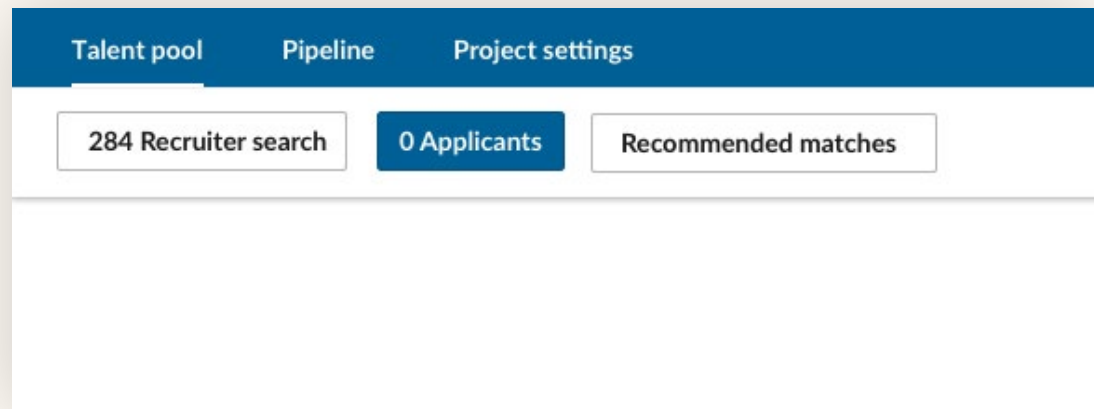 Talent pool Pipeline Project settings
284 Recruiter search 0 Applicants Recommended matches